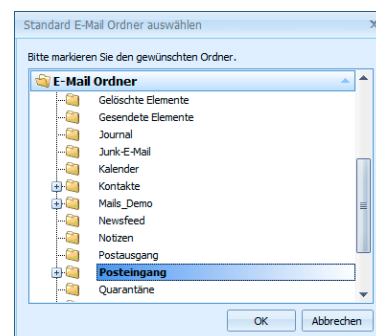 Standard E-Mail Ordner auswählen
Bitte markieren Sie den gewünschten Ordner.
E-Mail Ordner
Gelöschte Elemente
Gesendete Elemente
Journal
Junk-E-Mail
Kalender
Kontakte
Mails_Demo
Newsfeed
Notizen
Postausgang
Posteingang
Quarantäne
OK
Abbrechen